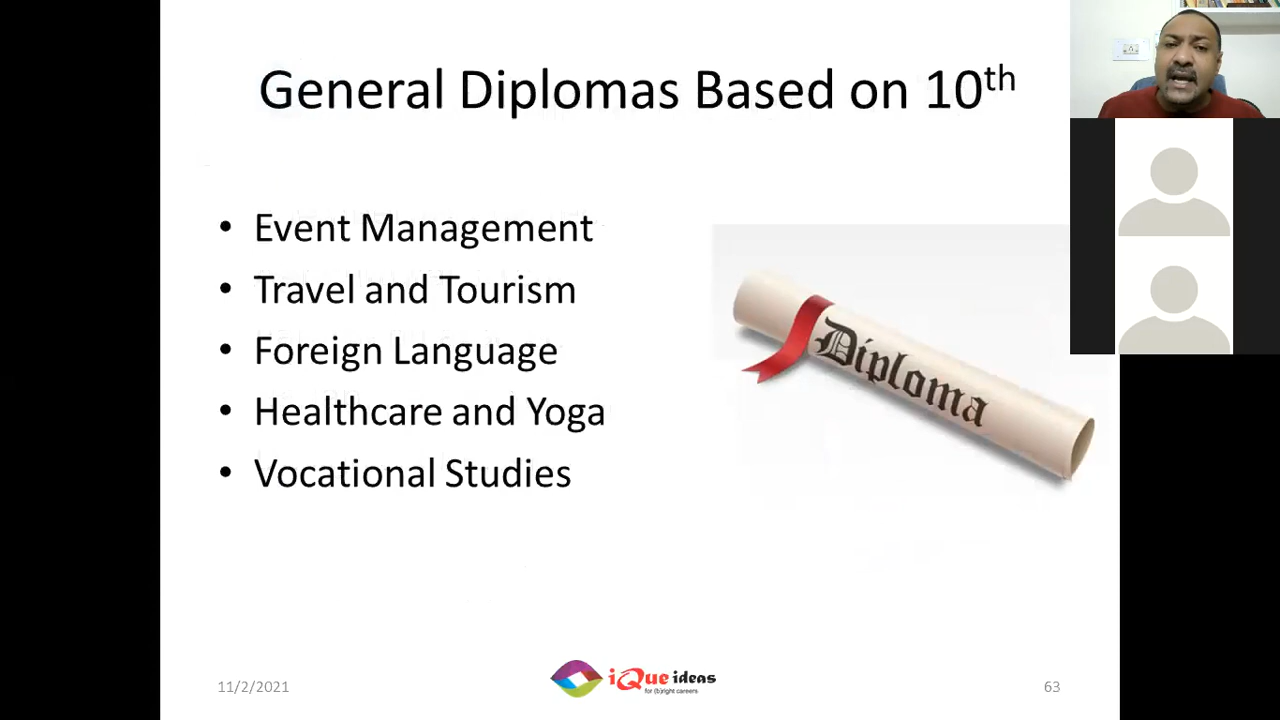 General Diplomas Based on 10th
• Event Management
• Travel and Tourism
• Foreign Language
• Healthcare and Yoga
• Vocational Studies
Diploma
11/2/2021
iQue ideas
for (b)right careers
63